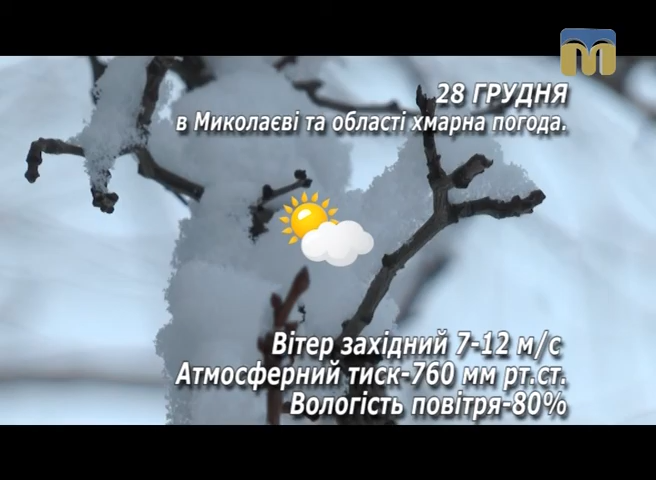 М
28 ГРУДНЯ
в Миколаєві та області хмарна погода.
Вітер західний 7-12 м/с
Атмосферний тиск-760 мм рт.ст.
Вологість повітря-80%